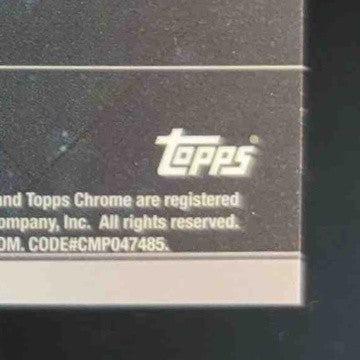 Topps
and Topps Chrome are registered
ompany, Inc. All rights reserved.
OM. CODE#CMP047485.